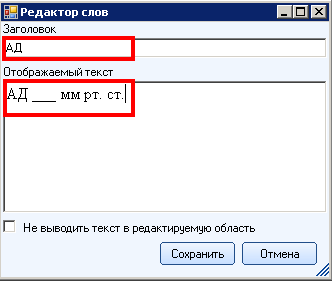 Редактор слов
Заголовок
АД
Отображаемый текст
АД ___ мм рт. ст.
Не выводить текст в редактируемую область
Сохранить Отмена